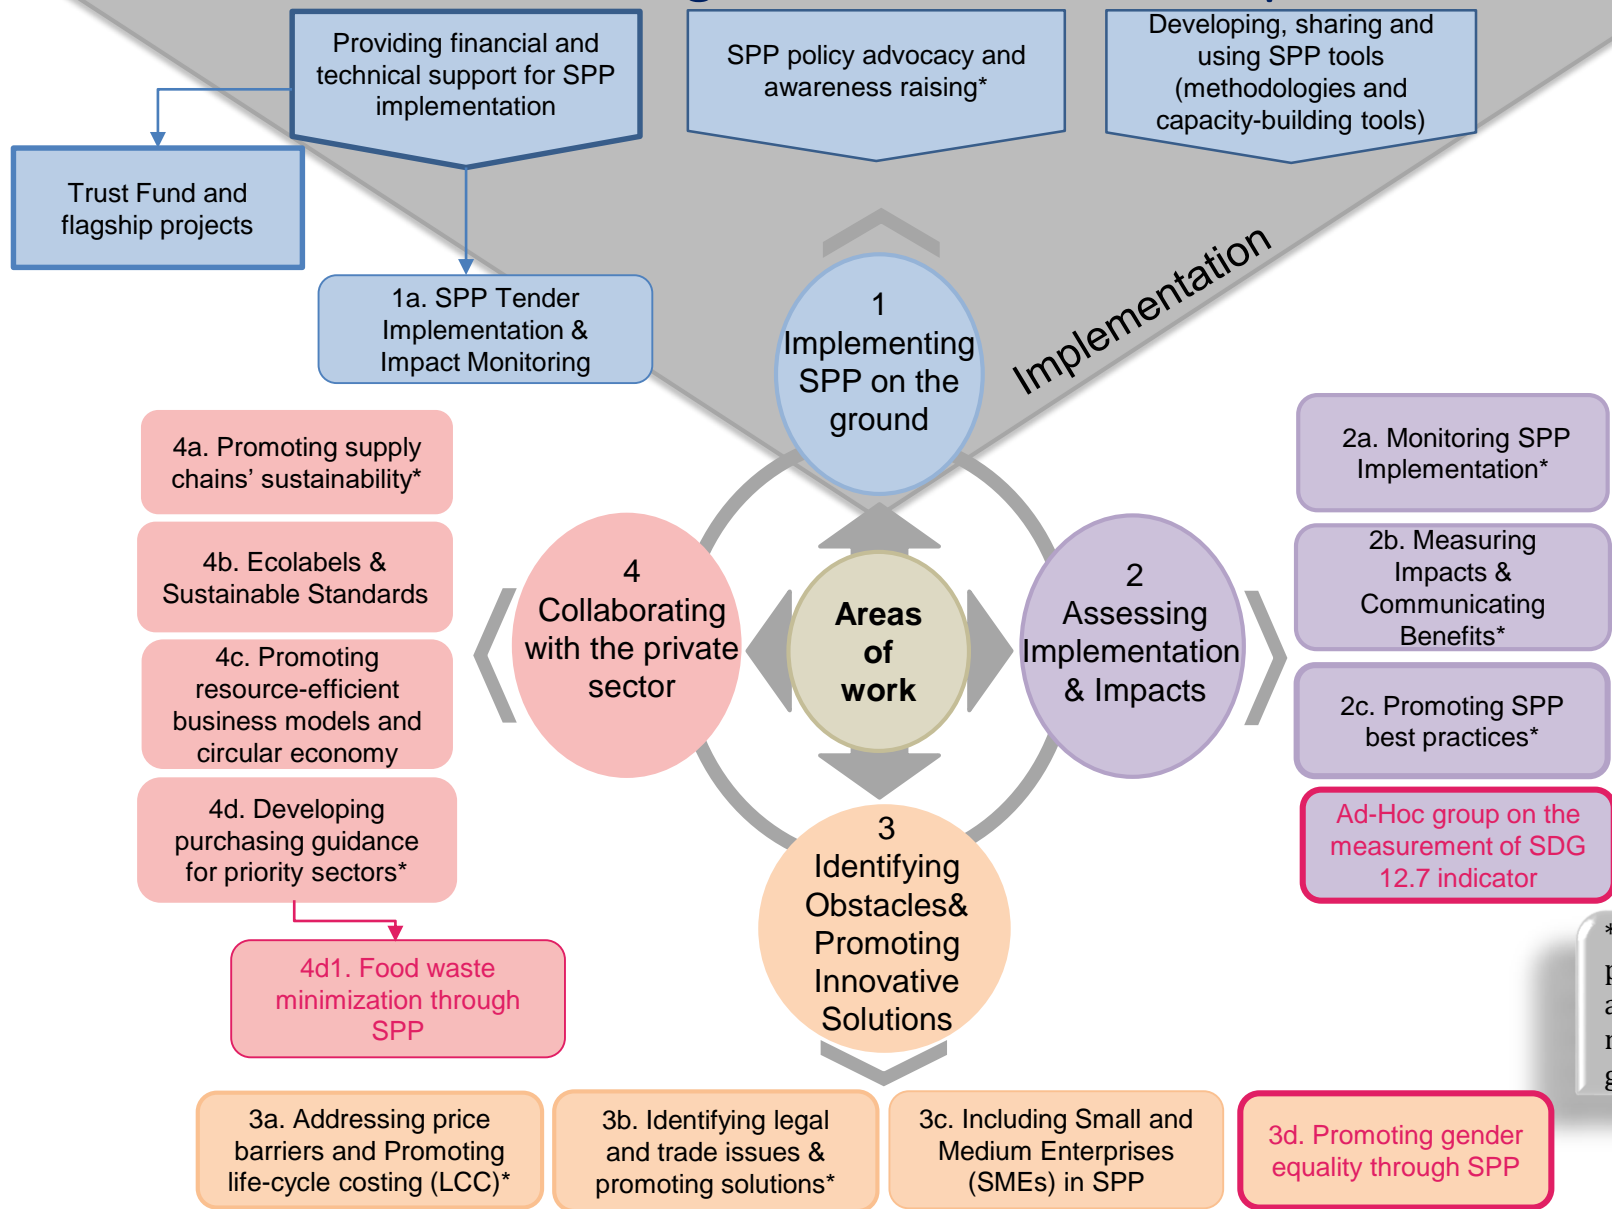 Providing financial and
technical support for SPP
implementation
SPP policy advocacy and
awareness raising*
Developing, sharing and
using SPP tools
(methodologies and
capacity-building tools)
Trust Fund and
flagship projects
1a. SPP Tender
Implementation &
Impact Monitoring
1
Implementing
SPP on the
ground
Implementation
4a. Promoting supply
chains’ sustainability*
4b. Ecolabels &
Sustainable Standards
4c. Promoting
resource-efficient
business models and
circular economy
4d. Developing
purchasing guidance
for priority sectors*
4d1. Food waste
minimization through
SPP
4
Collaborating
with the private
sector
Areas
of
work
2
Assessing
Implementation
& Impacts
2a. Monitoring SPP
Implementation*
2b. Measuring
Impacts &
Communicating
Benefits*
2c. Promoting SPP
best practices*
Ad-Hoc group on the
measurement of SDG
12.7 indicator
3
Identifying
Obstacles&
Promoting
Innovative
Solutions
3a. Addressing price
barriers and Promoting
life-cycle costing (LCC)*
3b. Identifying legal
and trade issues &
promoting solutions*
3c. Including Small and
Medium Enterprises
(SMEs) in SPP
3d. Promoting gender
equality through SPP
*